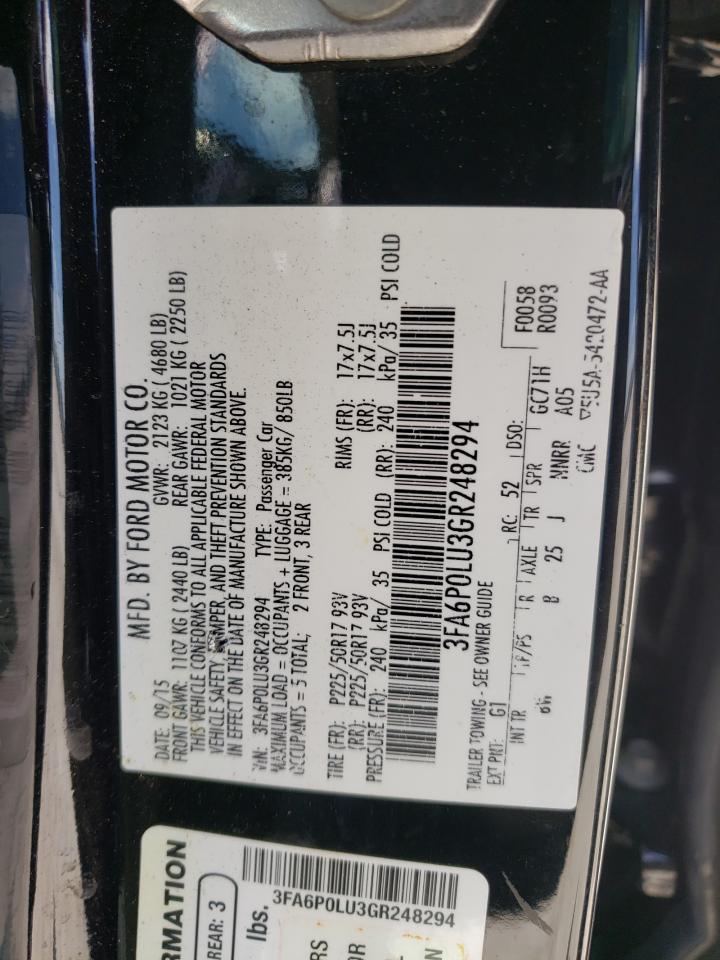 MFD. BY FORD MOTOR CO.
DATE: 09/15 GVWR: 2123 KG ( 4680 LB)
FRONT GAWR: 1107 KG ( 2440 LB) REAR GAWR: 1021 KG ( 2250 LB)
THIS VEHICLE CONFORMS TO ALL APPLICABLE FEDERAL MOTOR
VEHICLE SAFETY, BUMPER, AND THEFT PREVENTION STANDARDS
IN EFFECT ON THE DATE OF MANUFACTURE SHOWN ABOVE.
VIN: 3FA6P0LU3GR248294 TYPE: Passenger Car
MAXIMUM LOAD = OCCUPANTS + LUGGAGE = 385KG/ 850LB
OCCUPANTS = 5 TOTAL; 2 FRONT, 3 REAR
TIRE (FR): P225/50R17 93V RIMS (FR): 17x7.5J
(RR): P225/50R17 93V (RR): 17x7.5J
PRESSURE (FR): 240 kPa/ 35 PSI COLD (RR): 240 kPa/ 35 PSI COLD
3FA6P0LU3GR248294
TRAILER TOWING - SEE OWNER GUIDE
EXT PNT: G1 RC: 52 DSO: F0058
INT TR TP/PS R AXLE TR SPR GC71H R0093
B 25 J NNRR A05
CMC
RMATION
REAR: 3
lbs.
3FA6P0LU3GR248294